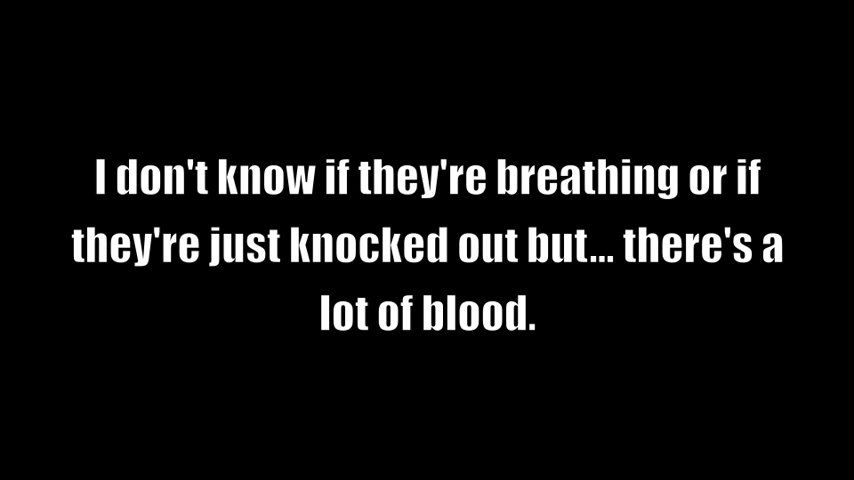 I don't know if they're breathing or if
they're just knocked out but... there's a
lot of blood.